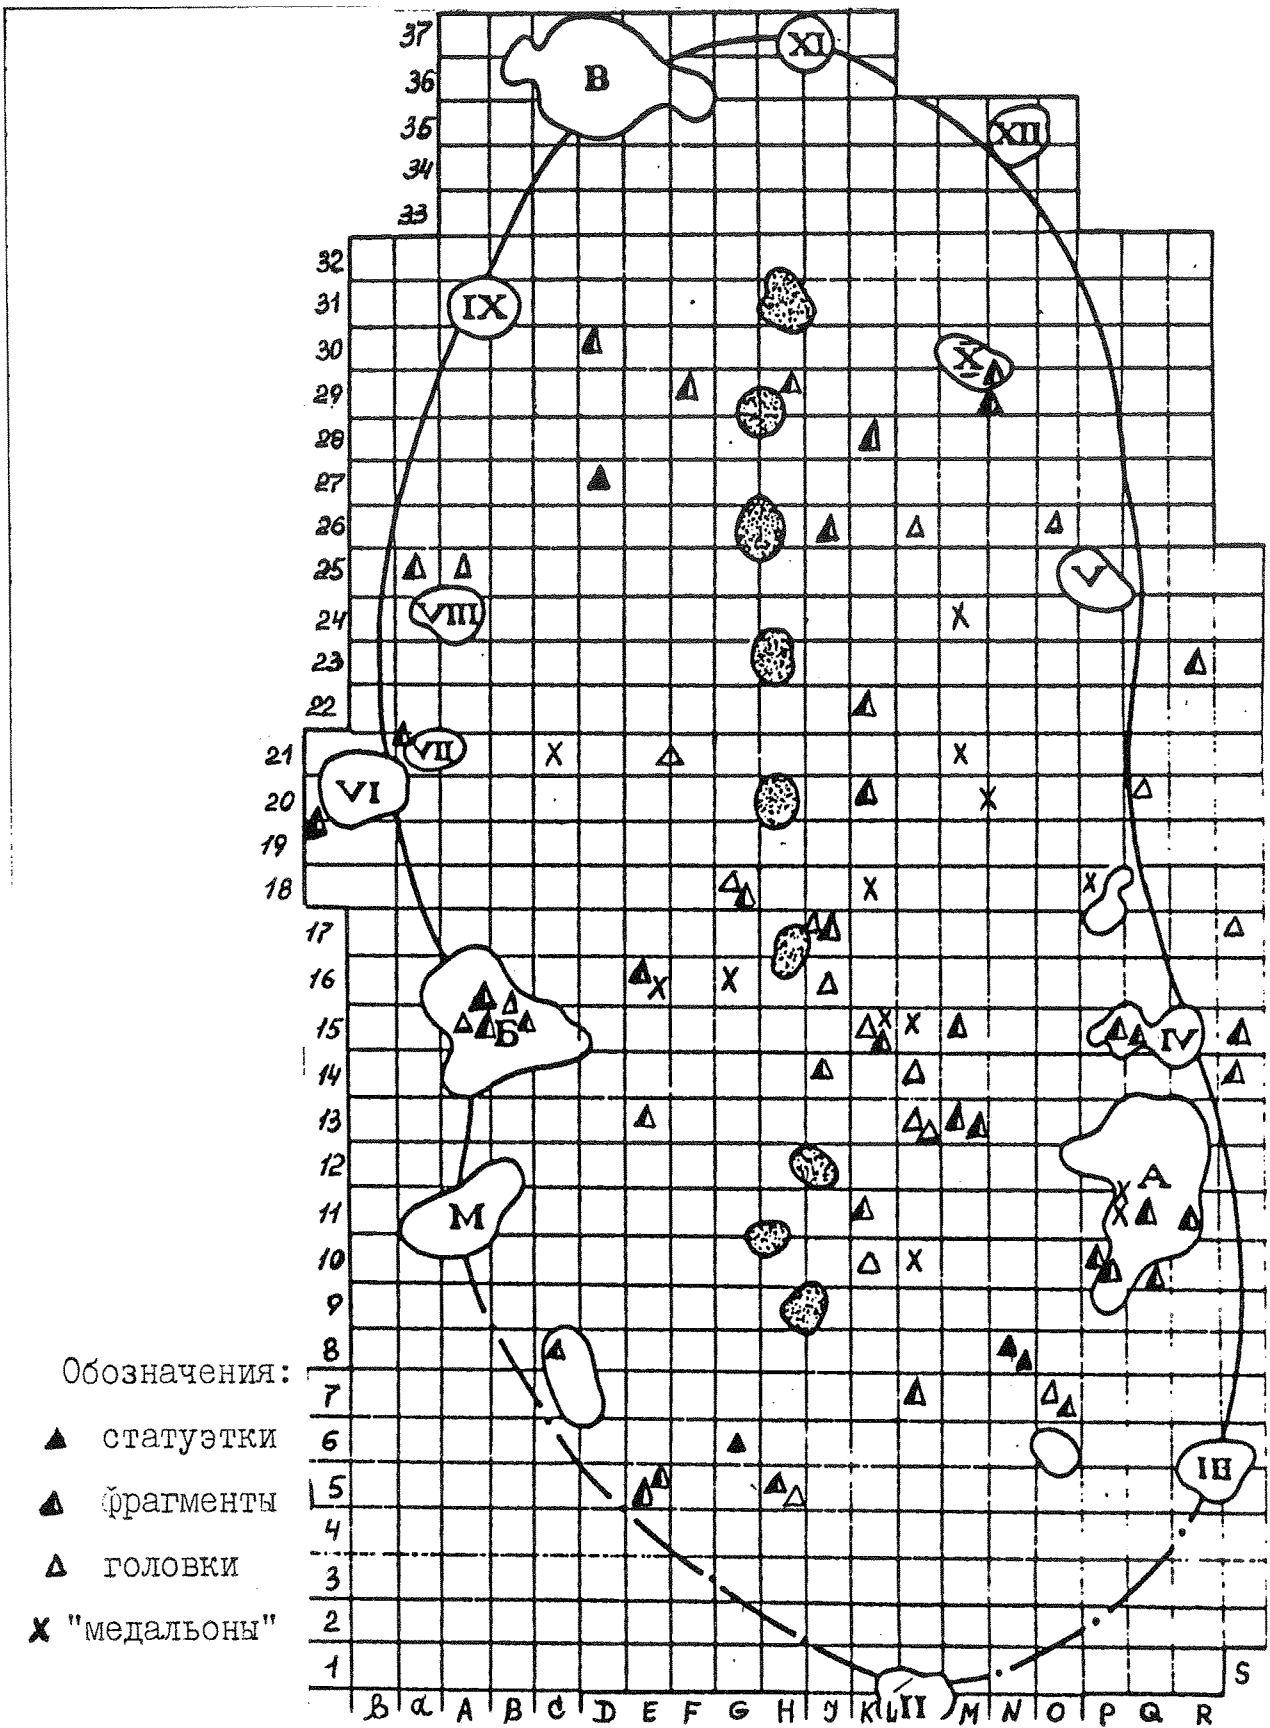 37
XI
36
B
35
XII
34
33
32
31
IX
30
X
29
28
27
26
25
V
24
VIII
23
22
21
VII
20
VI
19
18
17
16
15
Б
IV
14
13
12
A
11
M
10
9
8
Обозначения:
7
статуэтки
6
III
фрагменты
5
4
головки
3
"медальоны"
2
1
S
β α A B C D E F G H J K L II M N O P Q R